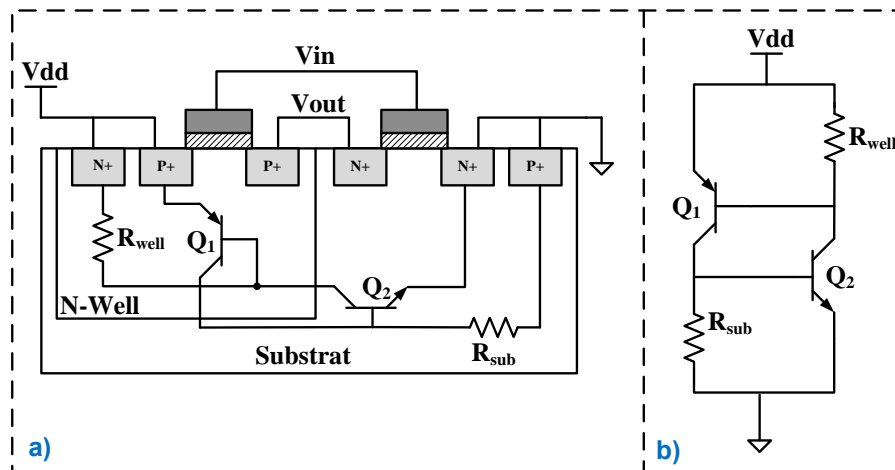 Vin
Vdd
Vout
N+ P+ P+ N+ N+ P+
Rwell
Q1
Q2
N-Well
Rsub
Substrat
a)
Vdd
Rwell
Q1
Q2
Rsub
b)